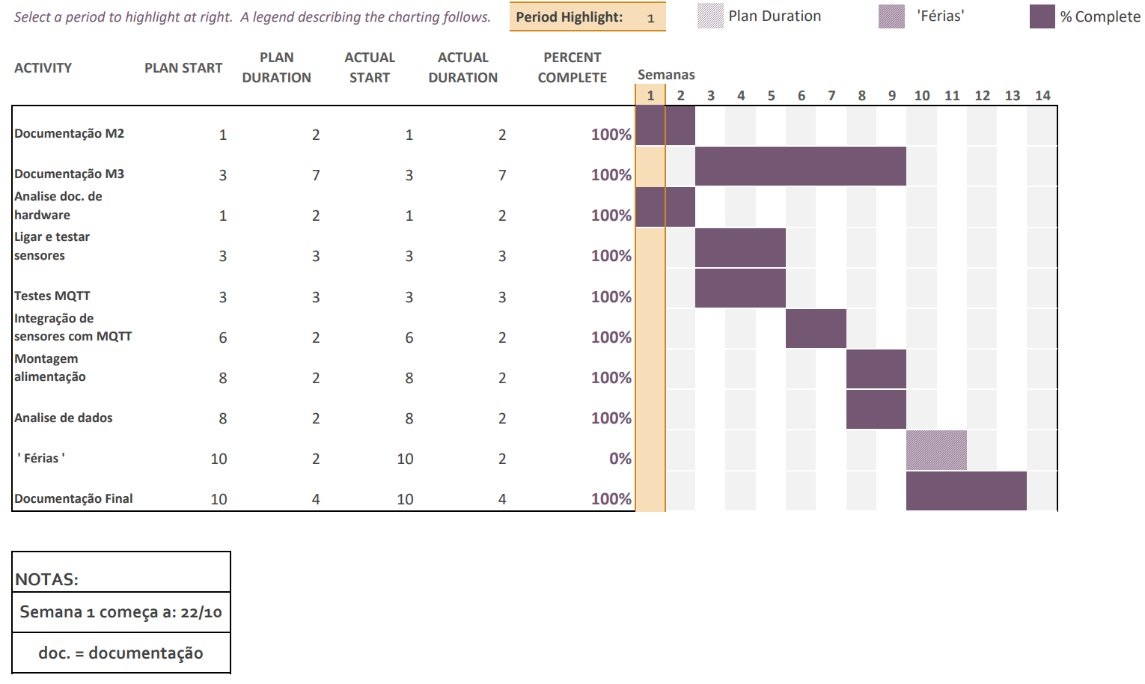 Select a period to highlight at right. A legend describing the charting follows. Period Highlight: 1 Plan Duration 'Férias' % Complete
ACTIVITY PLAN START PLAN DURATION ACTUAL START ACTUAL DURATION PERCENT COMPLETE Semanas
1 2 3 4 5 6 7 8 9 10 11 12 13 14
Documentação M2 1 2 1 2 100%
Documentação M3 3 7 3 7 100%
Analise doc. de
hardware 1 2 1 2 100%
Ligar e testar
sensores 3 3 3 3 100%
Testes MQTT 3 3 3 3 100%
Integração de
sensores com MQTT 6 2 6 2 100%
Montagem
alimentação 8 2 8 2 100%
Analise de dados 8 2 8 2 100%
' Férias ' 10 2 10 2 0%
Documentação Final 10 4 10 4 100%
NOTAS:
Semana 1 começa a: 22/10
doc. = documentação